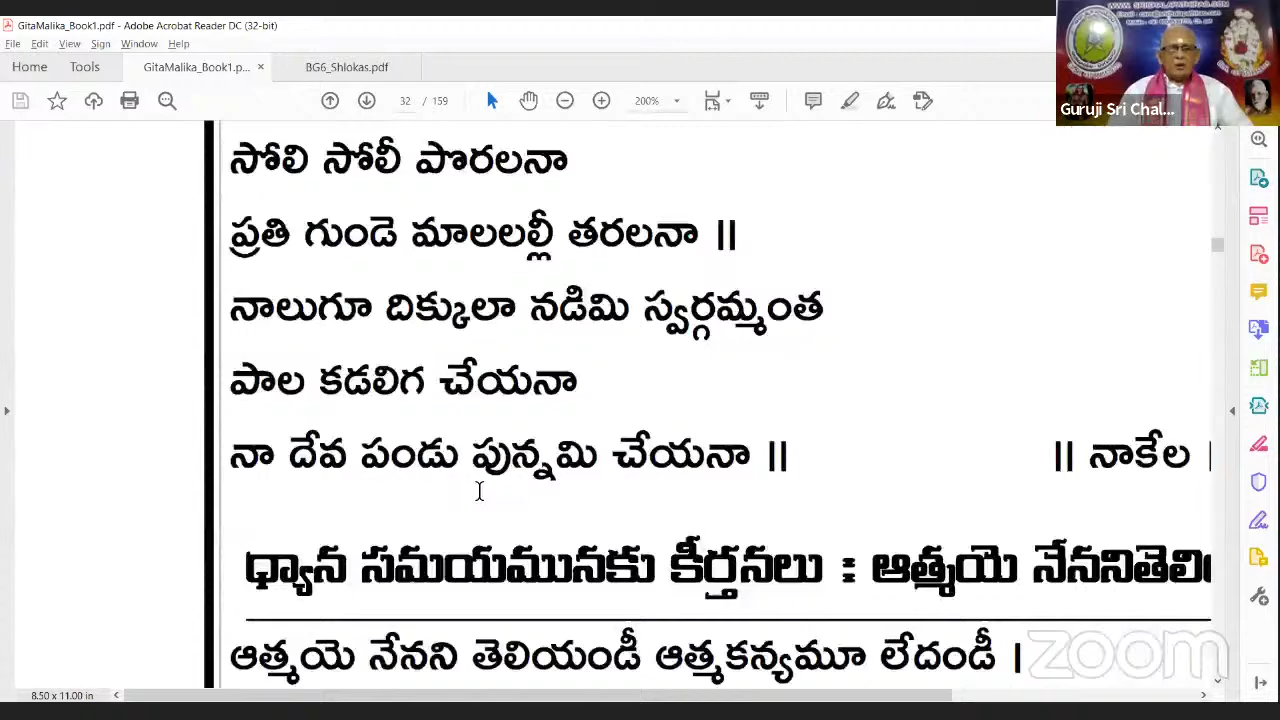 GitaMalika_Book1.pdf - Adobe Acrobat Reader DC (32-bit)
File Edit View Sign Window Help
Home Tools GitaMalika_Book1.p... × BG6_Shlokas.pdf
32 / 159 200%
Guruji Sri Chal...
సోలి సోలీ పొరలనా
ప్రతి గుండె మాలలల్లీ తరలనా ||
నాలుగూ దిక్కులా నడిమి స్వర్గమ్మంత
పాల కడలిగ చేయనా
నా దేవ పండు పున్నమి చేయనా || || నాకేల |
ధ్యాన సమయమునకు కీర్తనలు : ఆత్మయె నేననితెలి
ఆత్మయె నేనని తెలియండీ ఆత్మకన్యమూ లేదండీ |
zoom
8.50 x 11.00 in